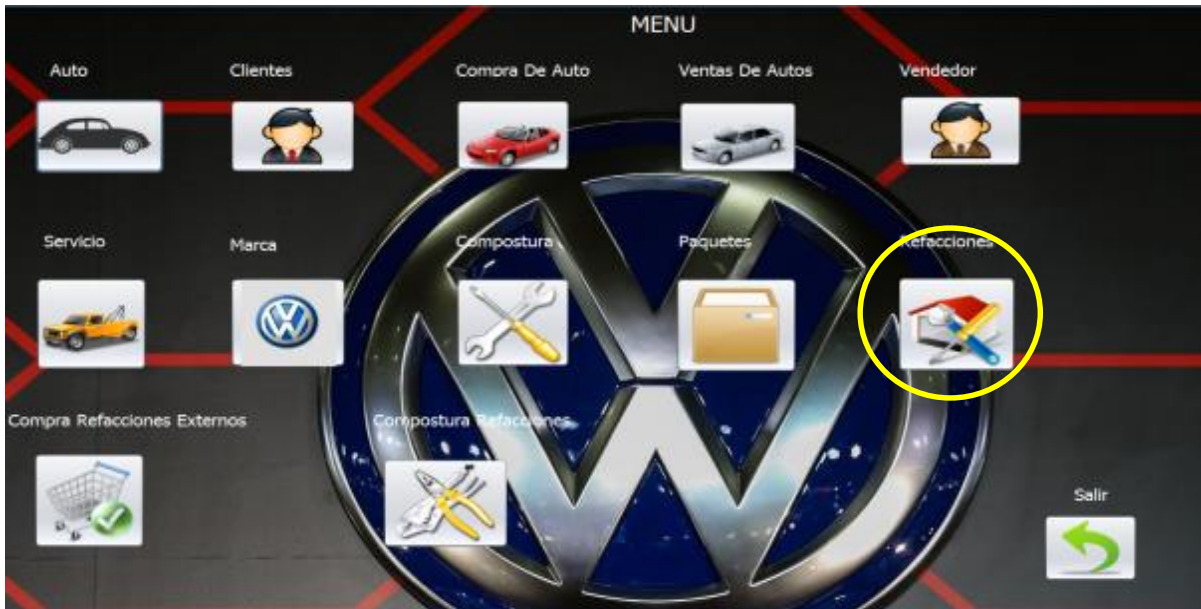 MENU
Auto
Clientes
Compra De Auto
Ventas De Autos
Vendedor
Servicio
Marca
Compostura
Paquetes
Refacciones
Compra Refacciones Externos
Compostura Refacciones
Salir